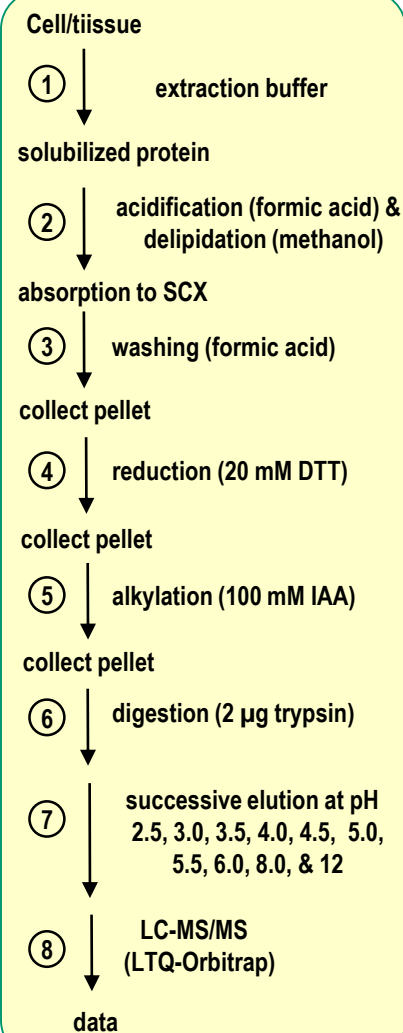 Cell/tiissue
① extraction buffer
solubilized protein
② acidification (formic acid) &
delipidation (methanol)
absorption to SCX
③ washing (formic acid)
collect pellet
④ reduction (20 mM DTT)
collect pellet
⑤ alkylation (100 mM IAA)
collect pellet
⑥ digestion (2 µg trypsin)
⑦ successive elution at pH
2.5, 3.0, 3.5, 4.0, 4.5, 5.0,
5.5, 6.0, 8.0, & 12
⑧ LC-MS/MS
(LTQ-Orbitrap)
data